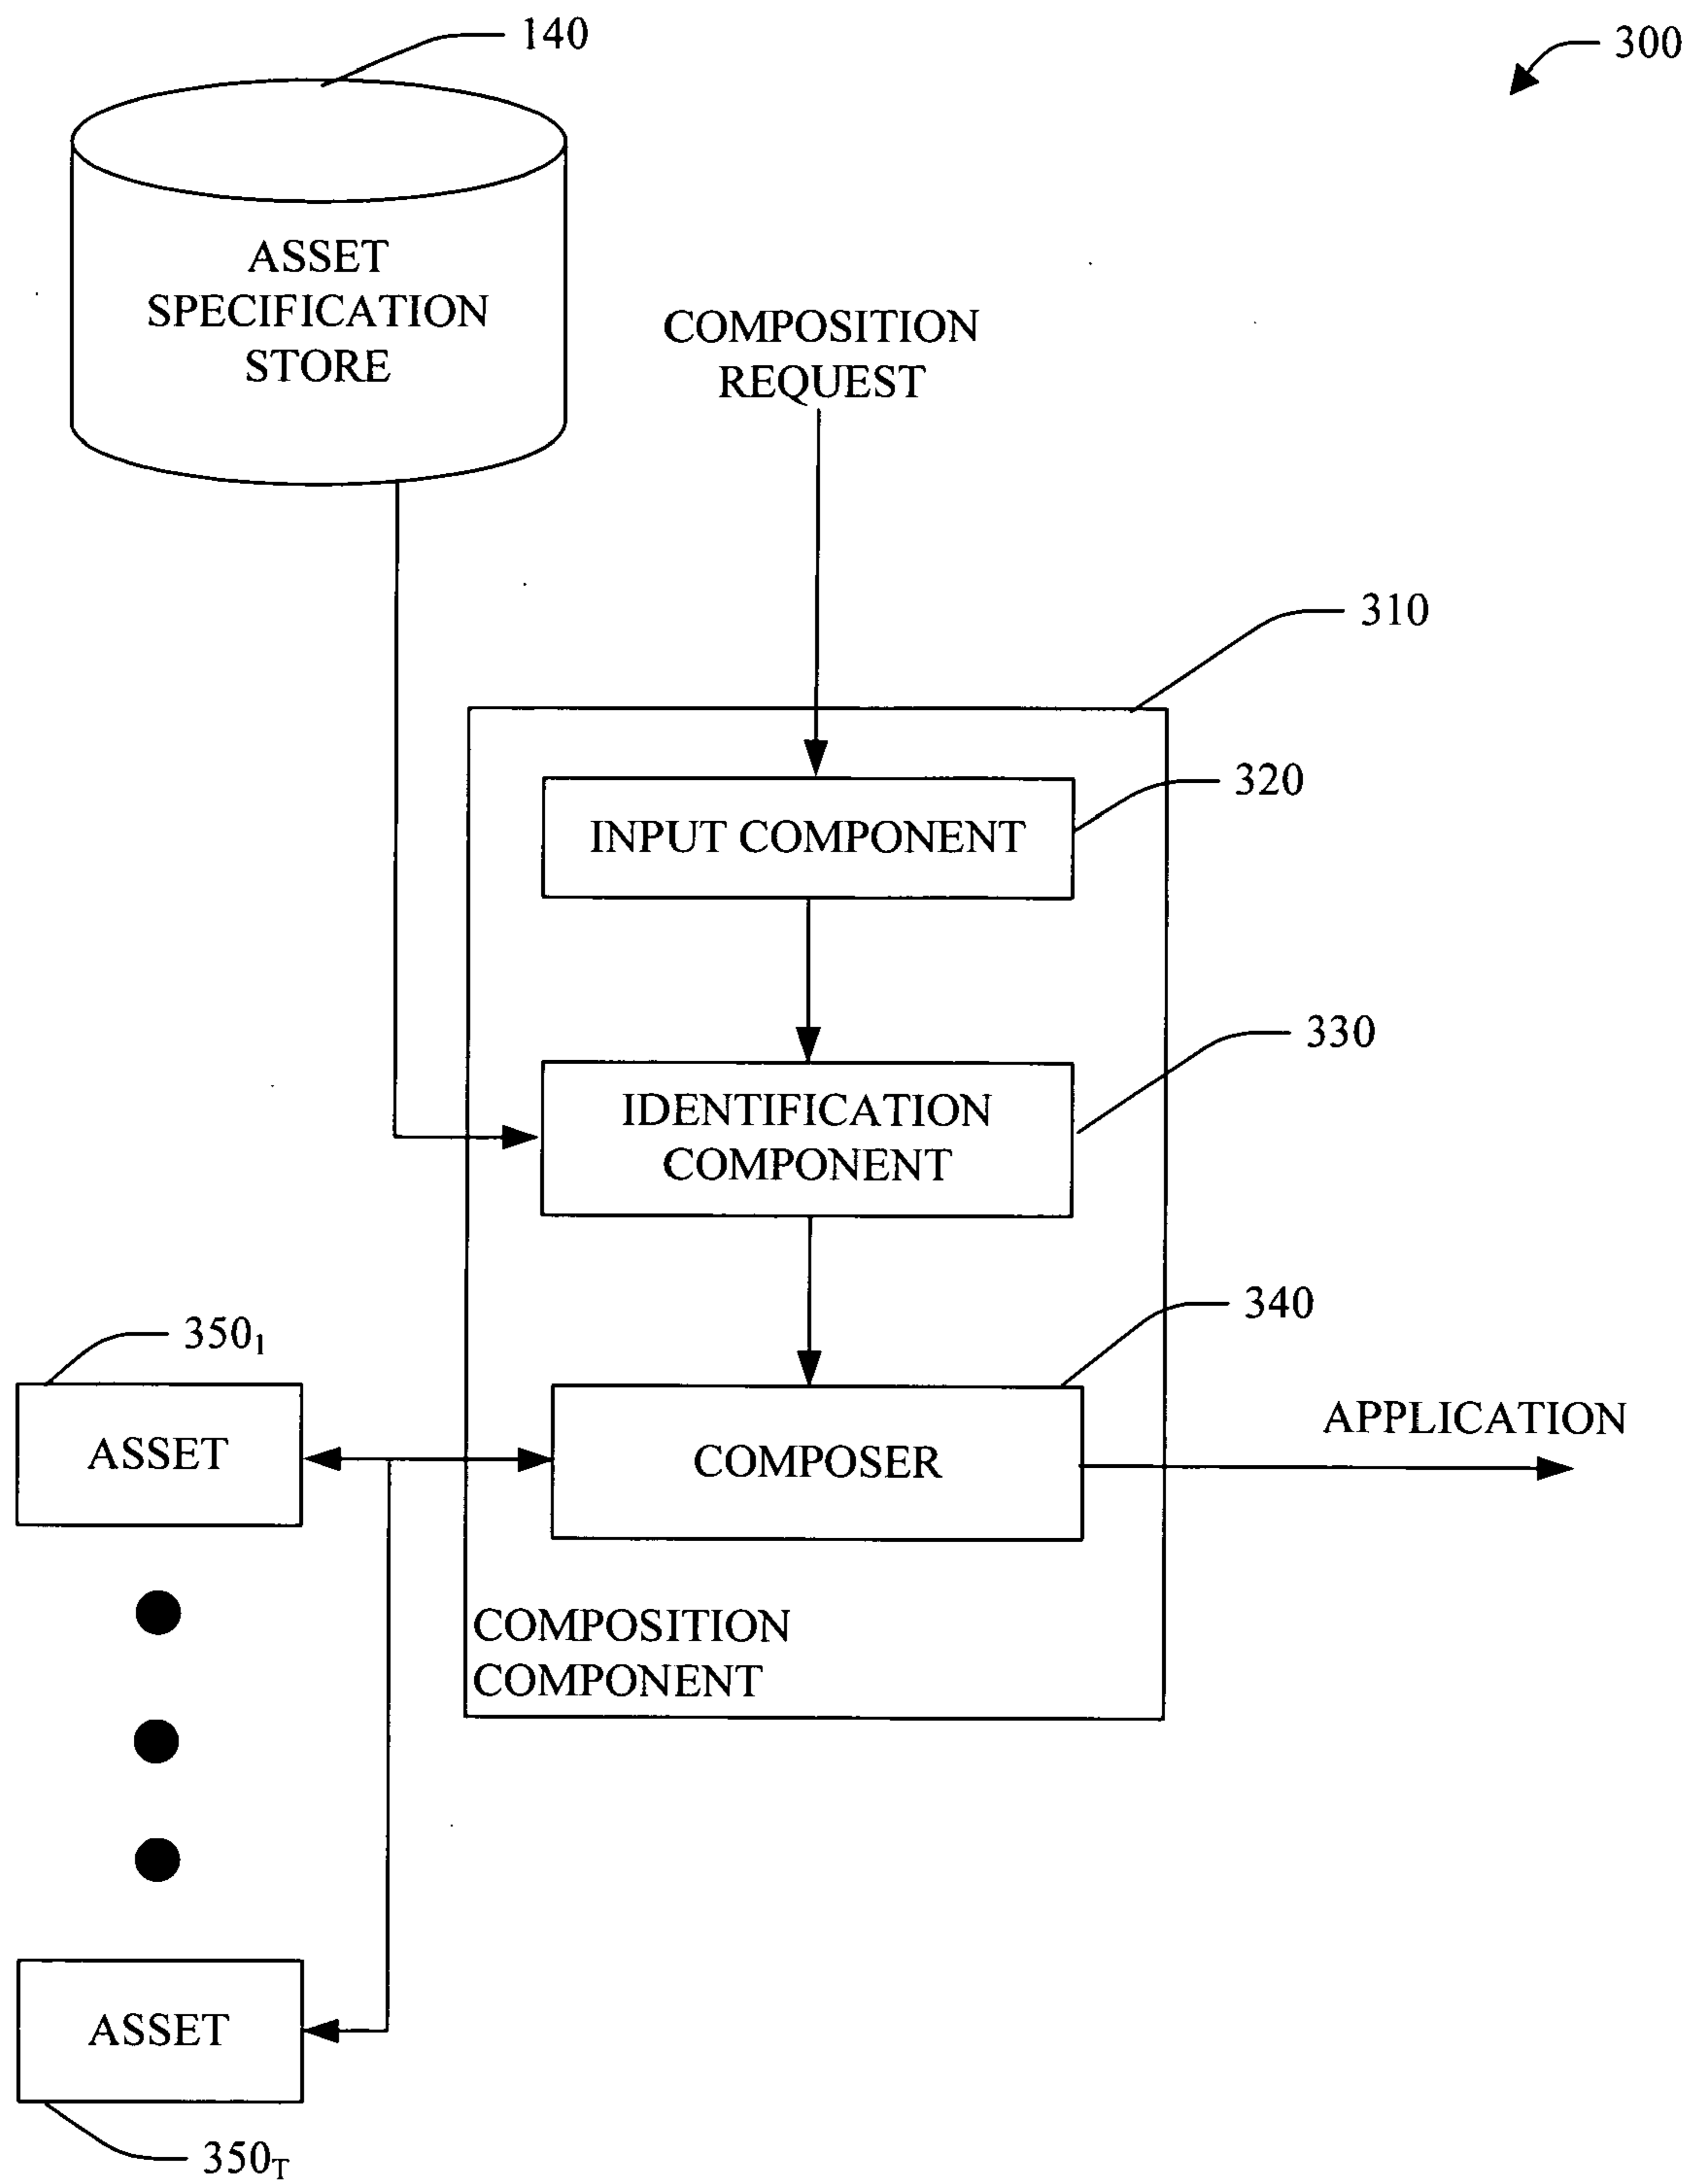 140
300
ASSET
SPECIFICATION
STORE
COMPOSITION
REQUEST
310
320
INPUT COMPONENT
330
IDENTIFICATION
COMPONENT
340
350₁
ASSET
COMPOSER
APPLICATION
COMPOSITION
COMPONENT
ASSET
350_T